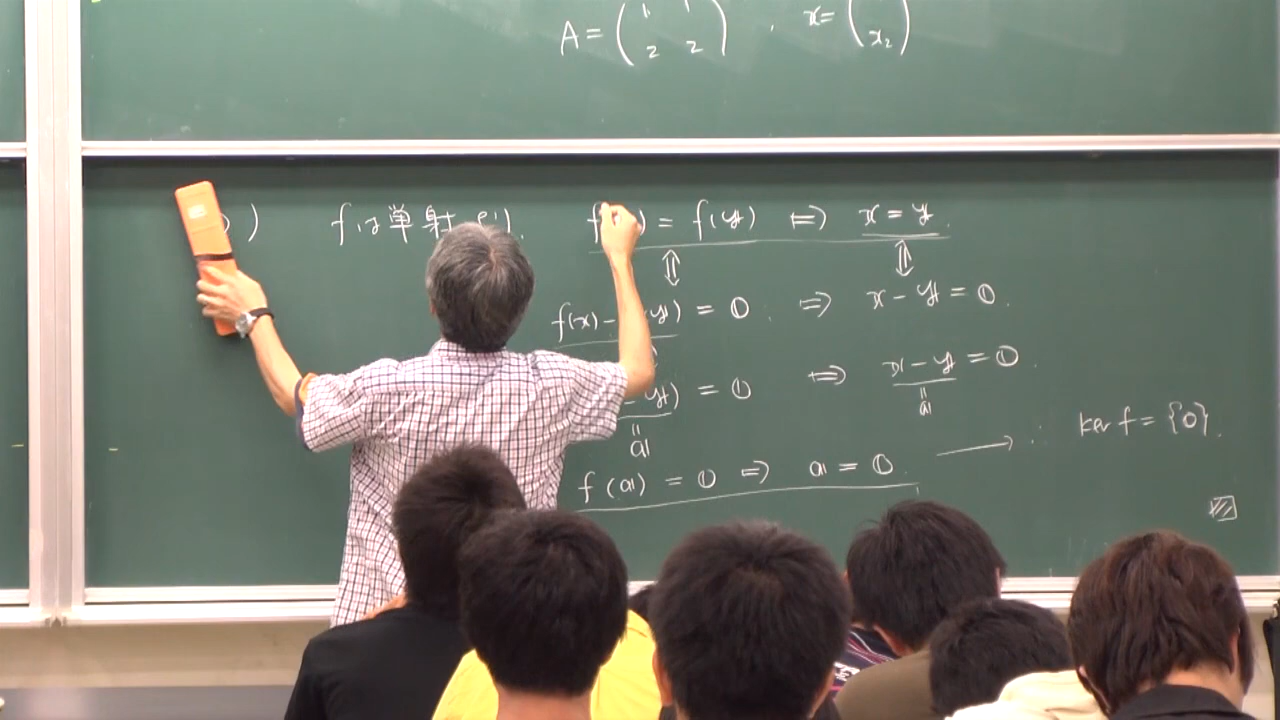 A = ( 1 1 2 2 ) , x = ( x₂ )
) f は単射 f( ) = f(y) ⟺ x = y.
⇕ ⇕
f(x) - (y) = 0. ⟹ x - y = 0.
- y) = 0 ⟺ x - y = 0.
" "
a a
f(a) = 0 ⟹ a = 0. ⟶ ∴ ker f = {0}.